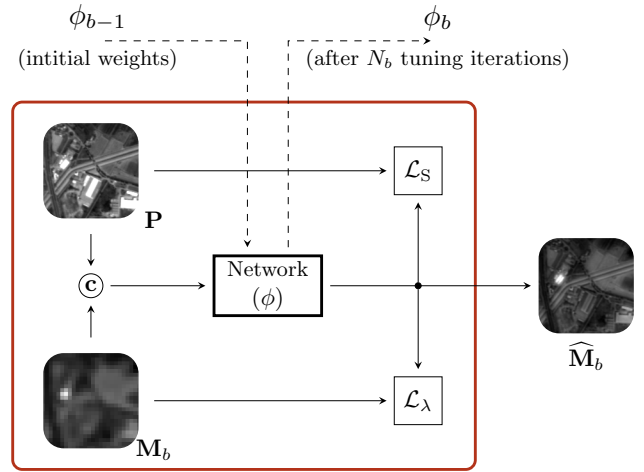 ϕ_{b−1}
ϕ_b
(intitial weights)
(after N_b tuning iterations)
P
ℒ_S
c
Network
(ϕ)
M̂_b
M_b
ℒ_λ